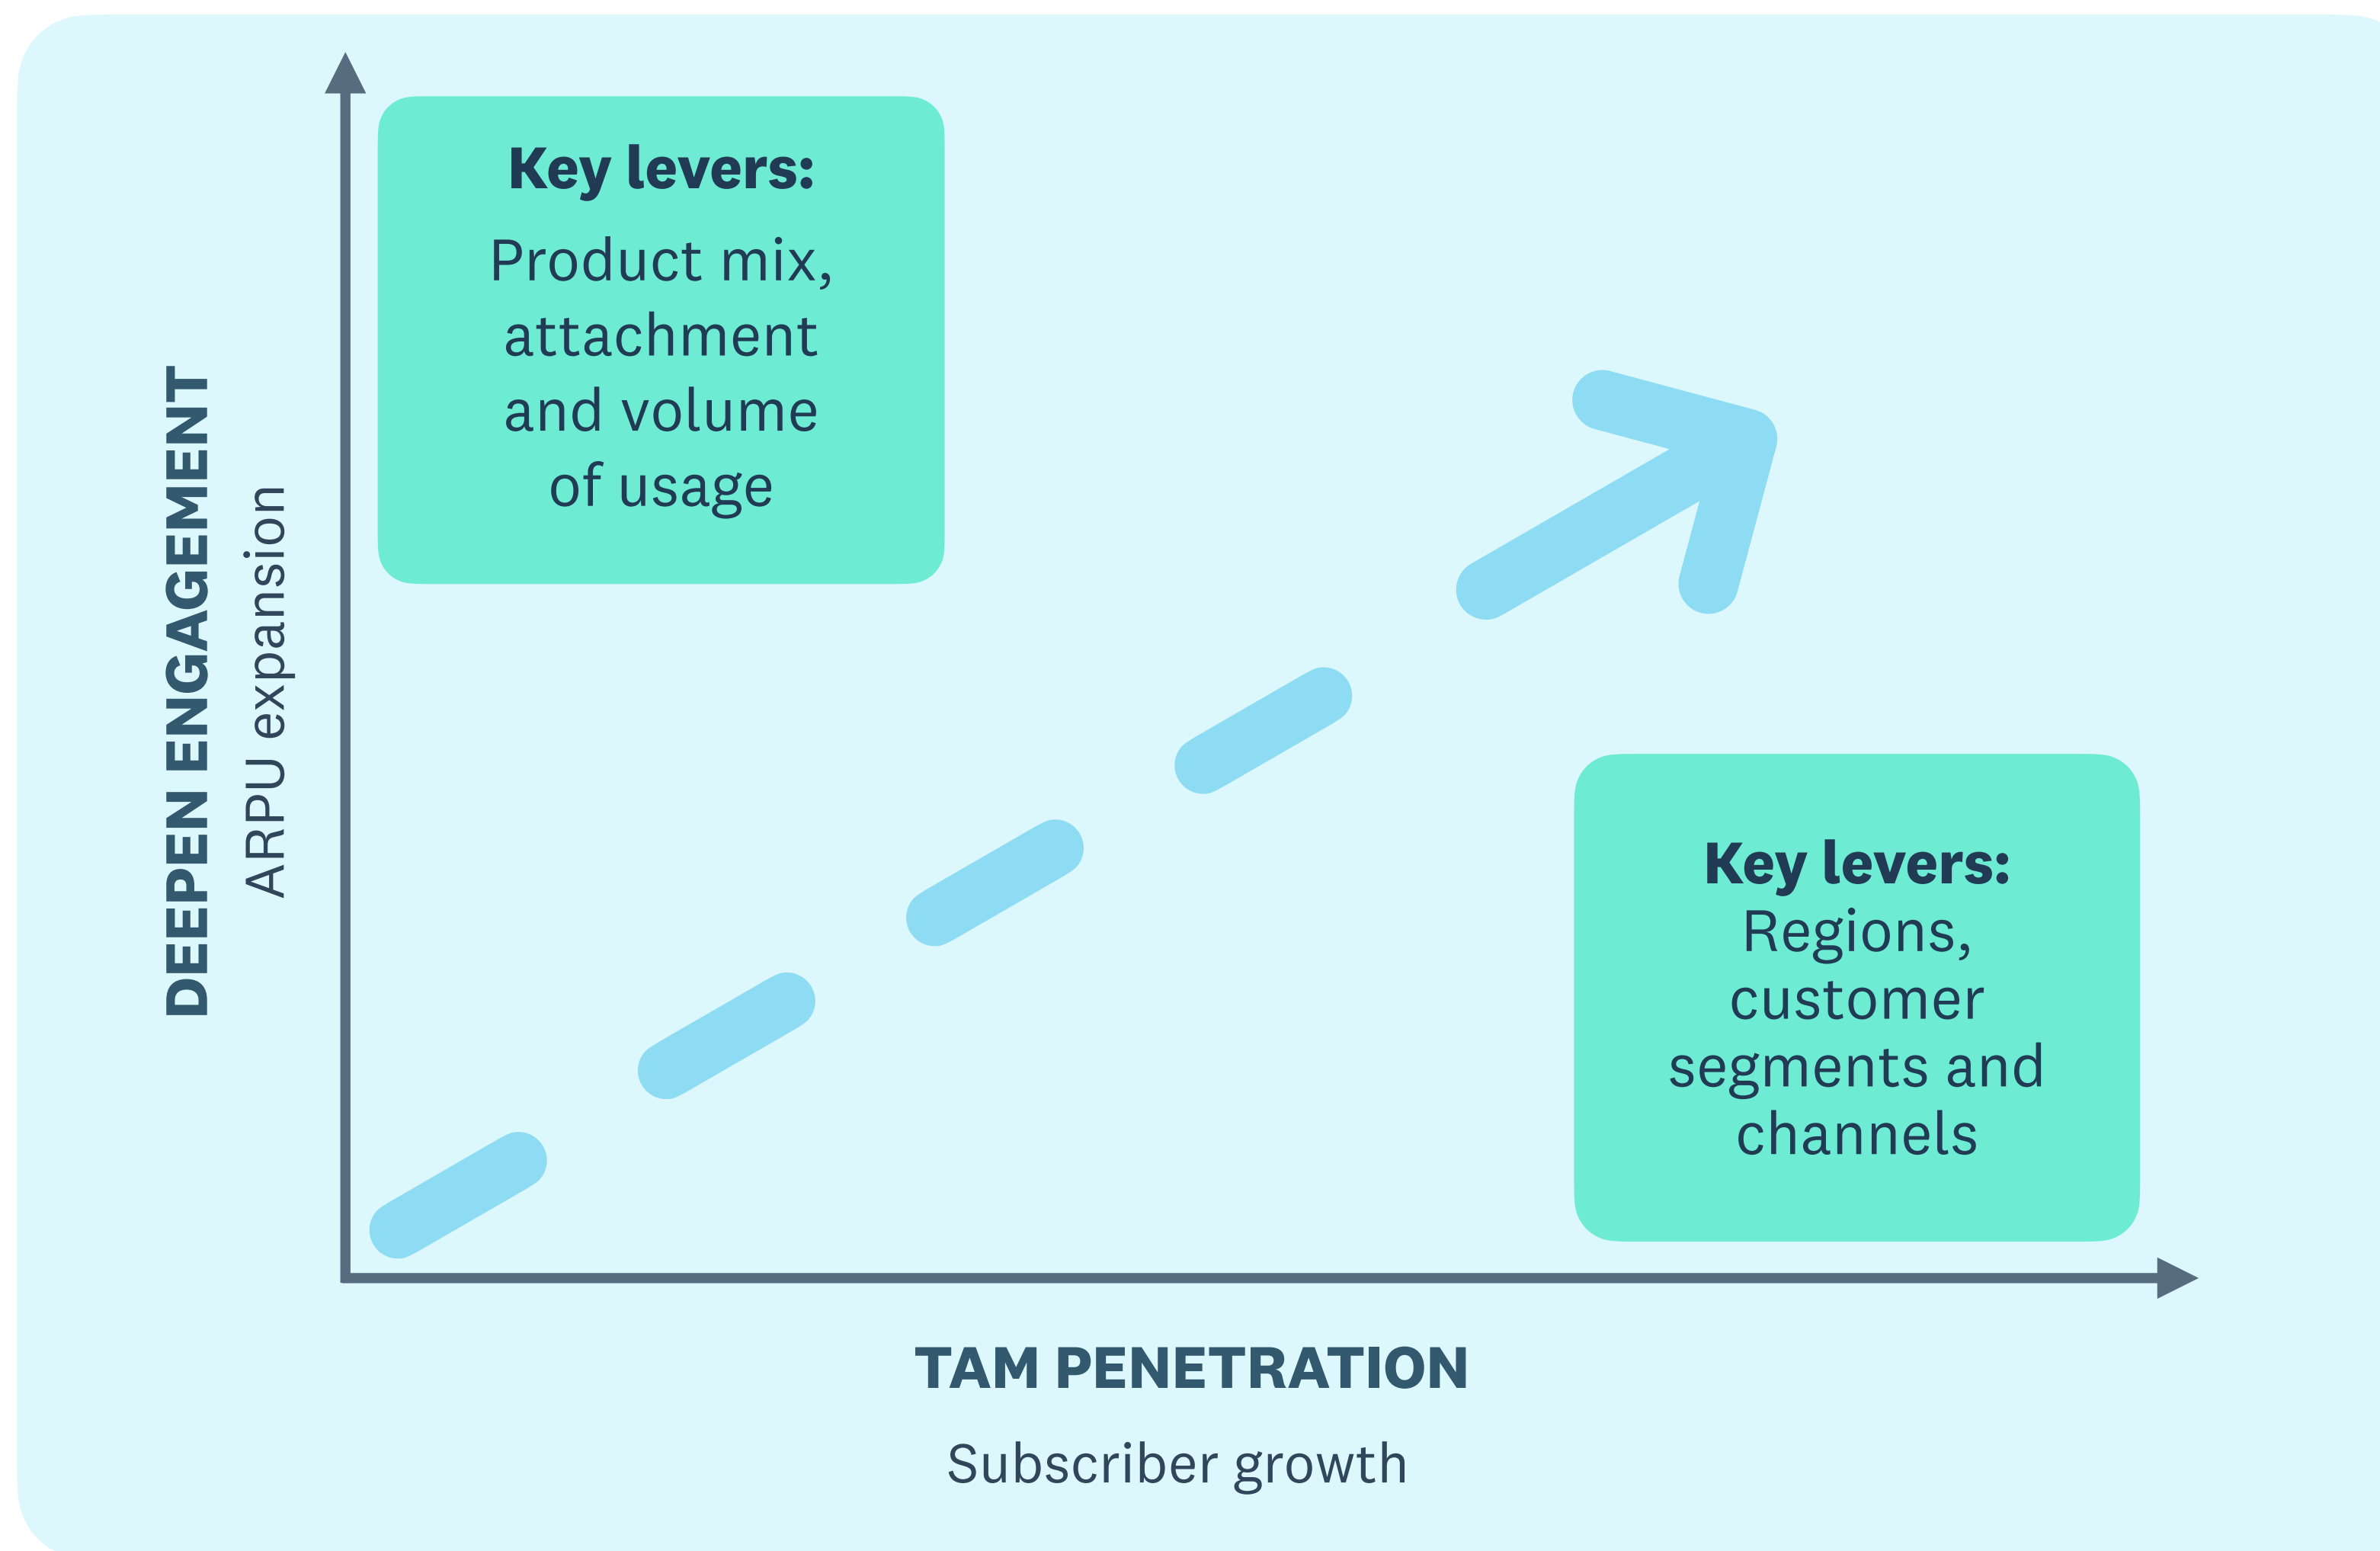 DEEPEN ENGAGEMENT
ARPU expansion
Key levers:
Product mix,
attachment
and volume
of usage
Key levers:
Regions,
customer
segments and
channels
TAM PENETRATION
Subscriber growth